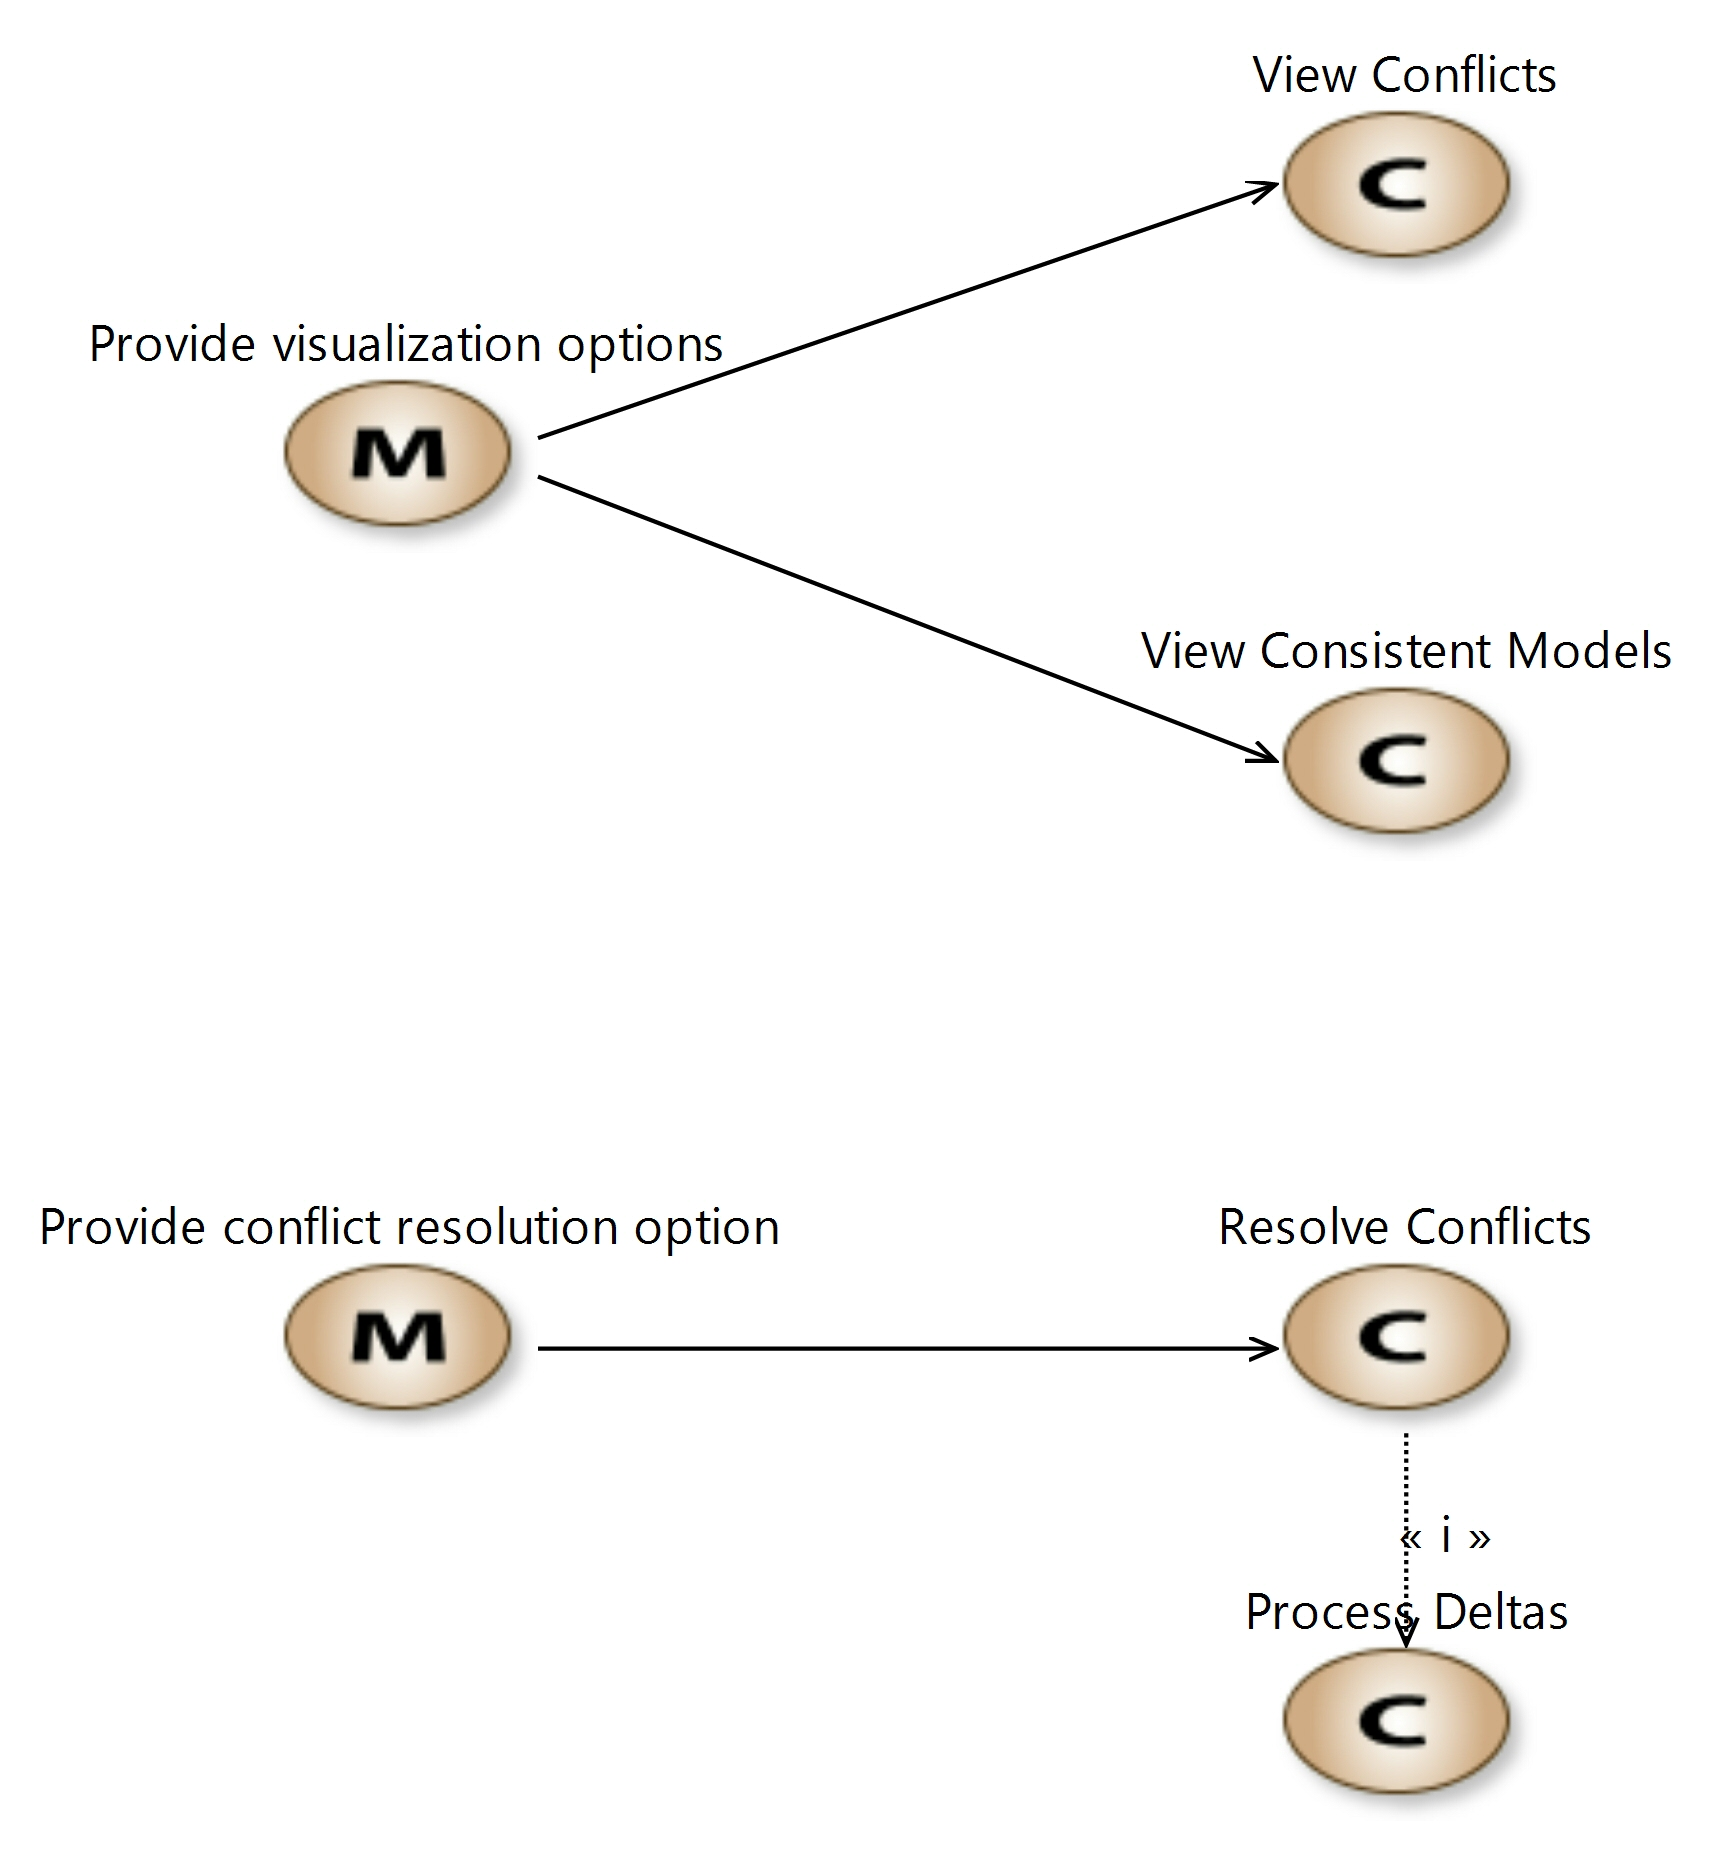 View Conflicts
C
Provide visualization options
M
View Consistent Models
C
Provide conflict resolution option
M
Resolve Conflicts
C
« i »
Process Deltas
C